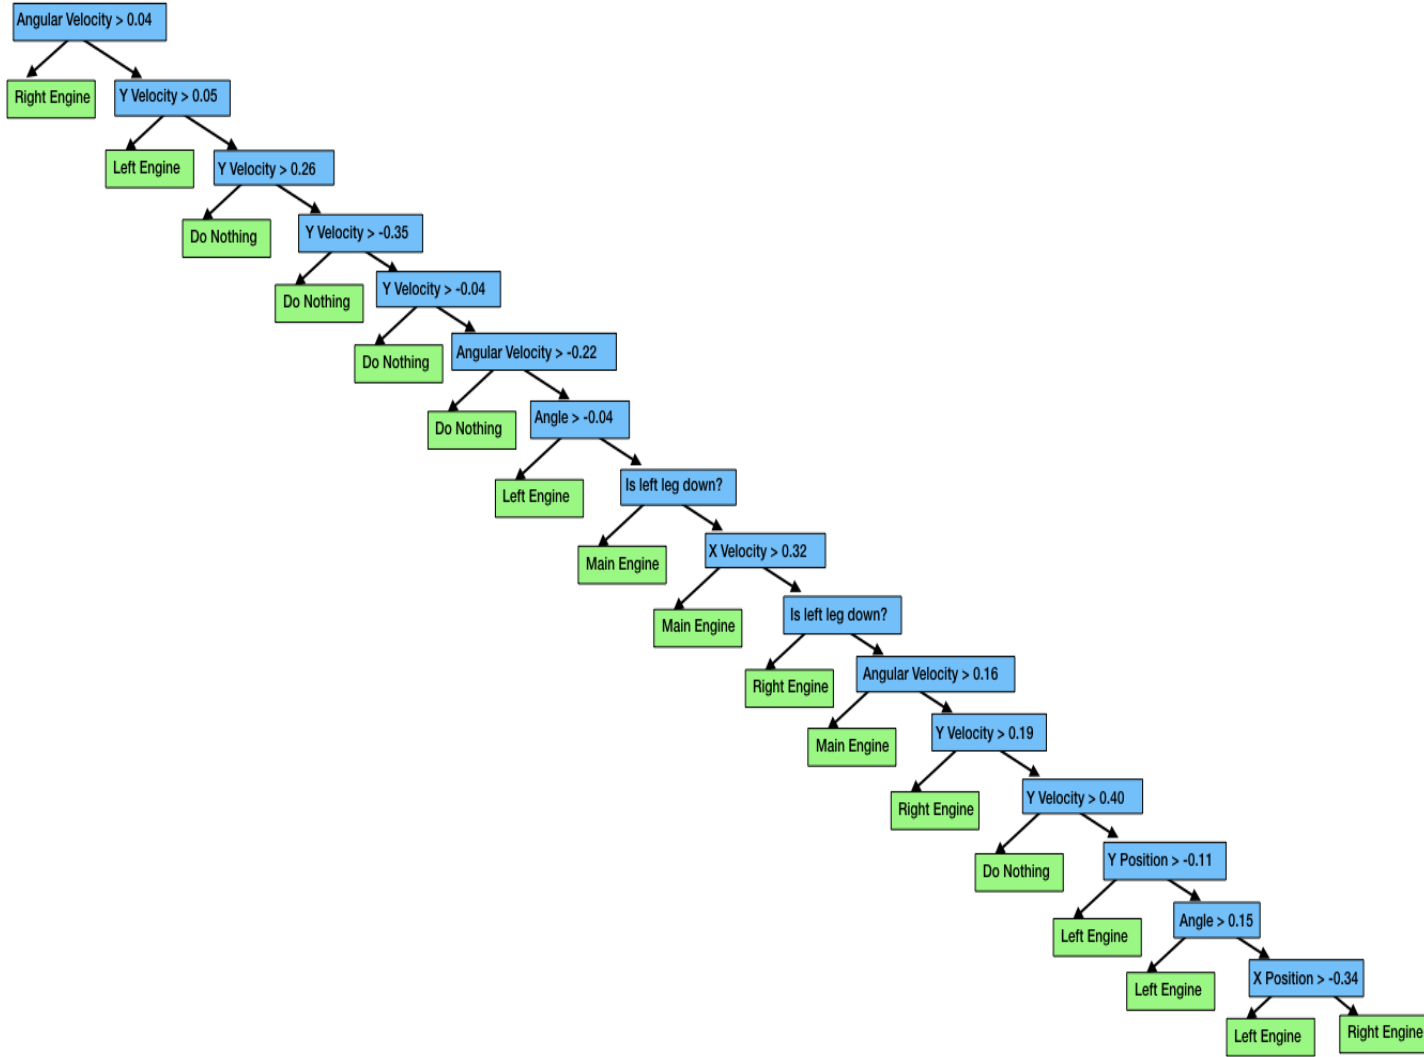 Angular Velocity > 0.04
Right Engine
Y Velocity > 0.05
Left Engine
Y Velocity > 0.26
Do Nothing
Y Velocity > -0.35
Do Nothing
Y Velocity > -0.04
Do Nothing
Angular Velocity > -0.22
Do Nothing
Angle > -0.04
Left Engine
Is left leg down?
Main Engine
X Velocity > 0.32
Main Engine
Is left leg down?
Right Engine
Angular Velocity > 0.16
Main Engine
Y Velocity > 0.19
Right Engine
Y Velocity > 0.40
Do Nothing
Y Position > -0.11
Left Engine
Angle > 0.15
Left Engine
X Position > -0.34
Left Engine
Right Engine